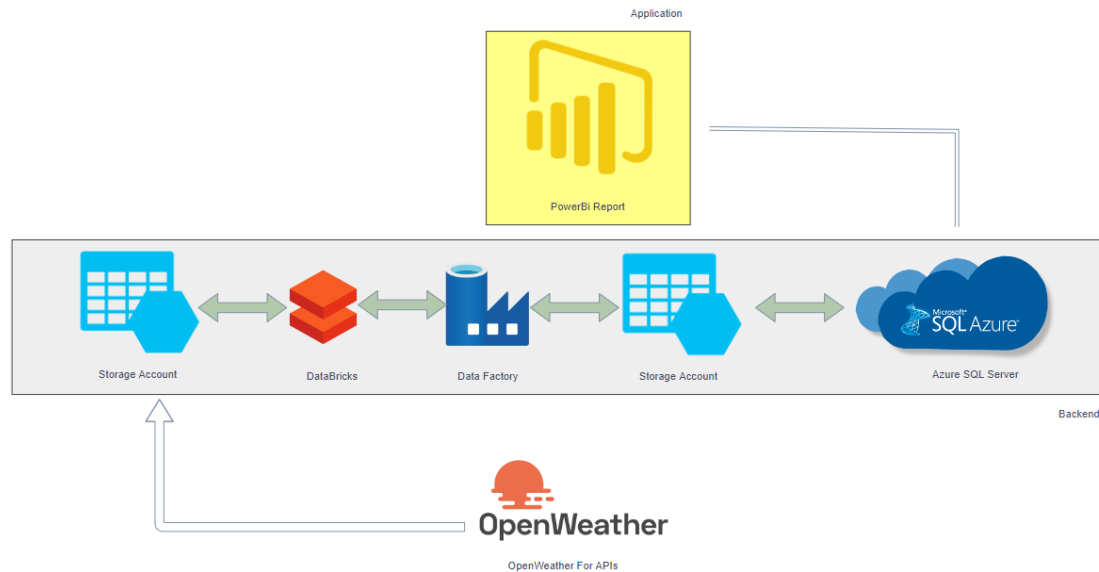 Application
PowerBi Report
Microsoft®
SQL Azure™
Storage Account
DataBricks
Data Factory
Storage Account
Azure SQL Server
Backend
OpenWeather
OpenWeather For APIs